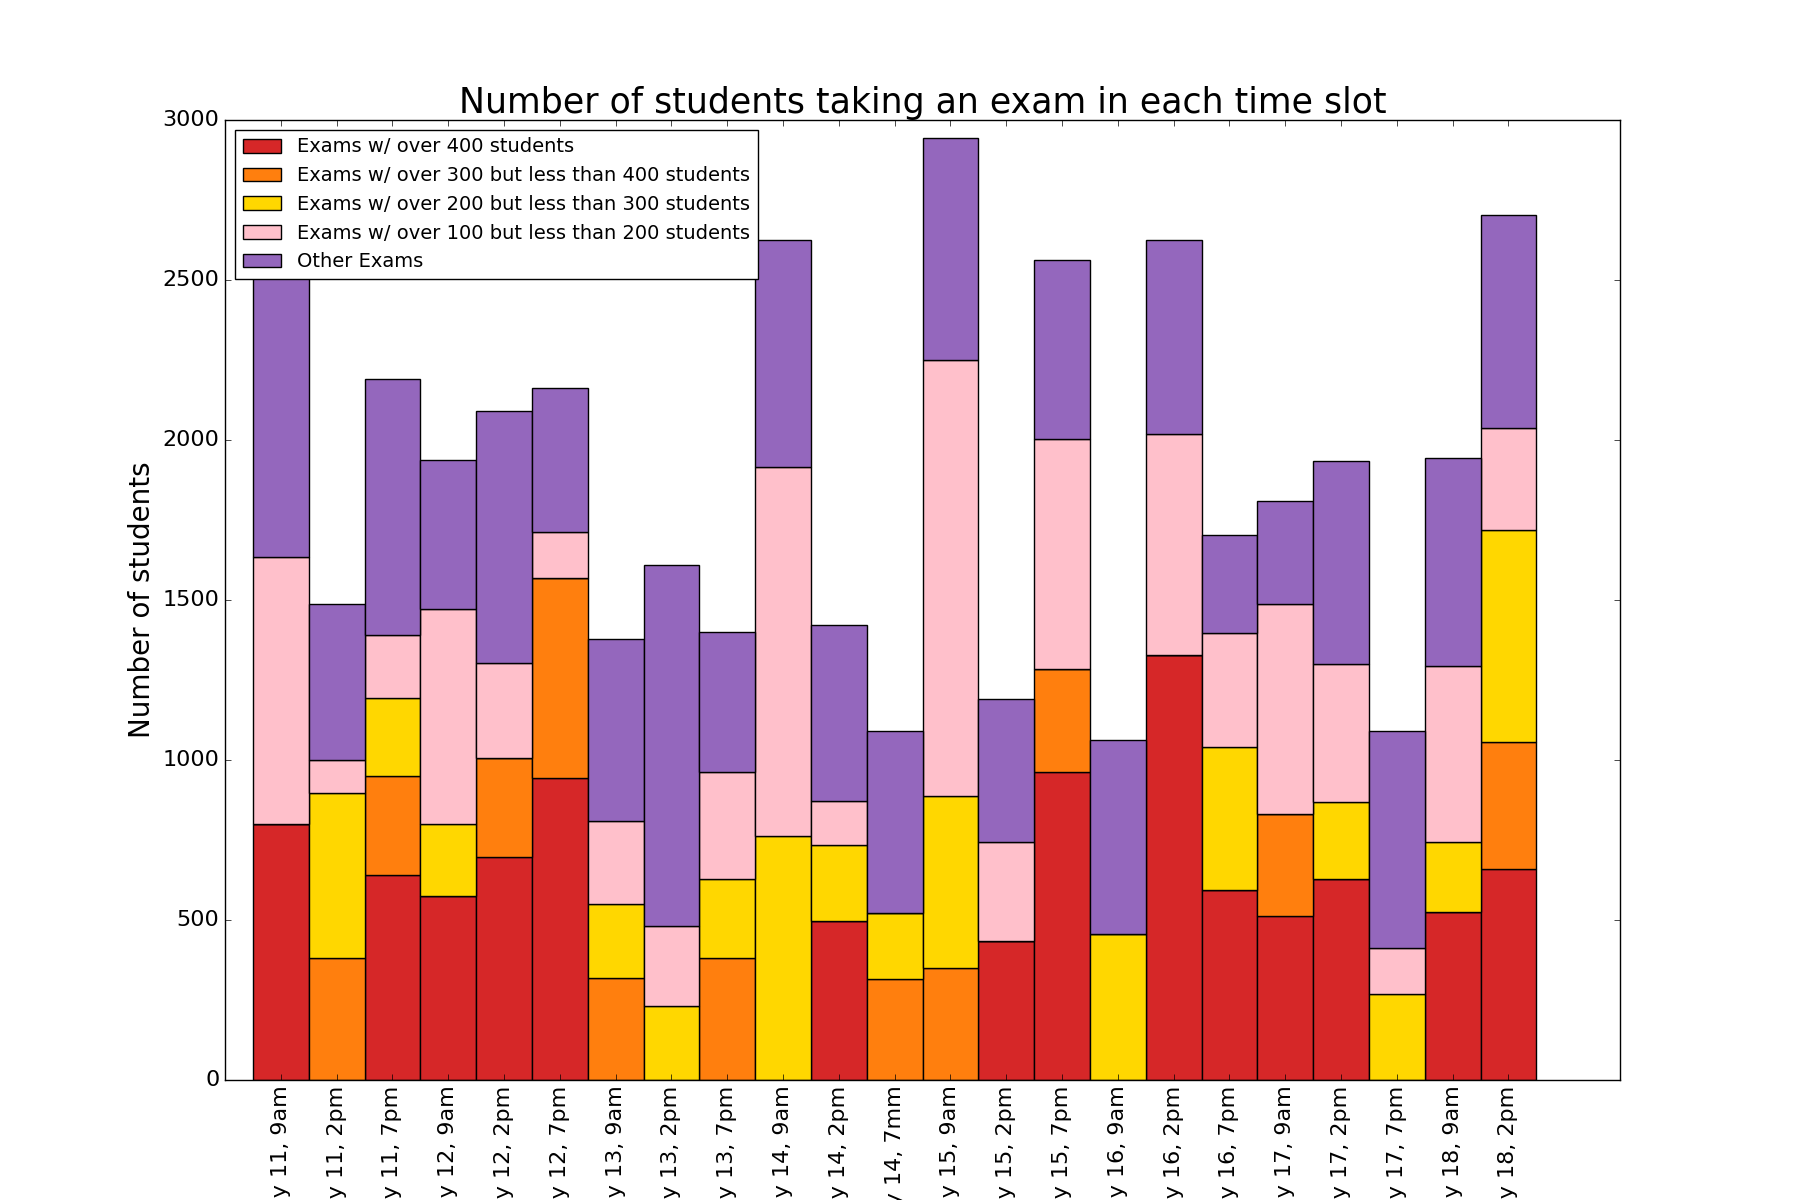 Number of students taking an exam in each time slot
Exams w/ over 400 students
Exams w/ over 300 but less than 400 students
Exams w/ over 200 but less than 300 students
Exams w/ over 100 but less than 200 students
Other Exams
Number of students
3000
2500
2000
1500
1000
500
0
y 11, 9am
y 11, 2pm
y 11, 7pm
y 12, 9am
y 12, 2pm
y 12, 7pm
y 13, 9am
y 13, 2pm
y 13, 7pm
y 14, 9am
y 14, 2pm
y 14, 7mm
y 15, 9am
y 15, 2pm
y 15, 7pm
y 16, 9am
y 16, 2pm
y 16, 7pm
y 17, 9am
y 17, 2pm
y 17, 7pm
y 18, 9am
y 18, 2pm